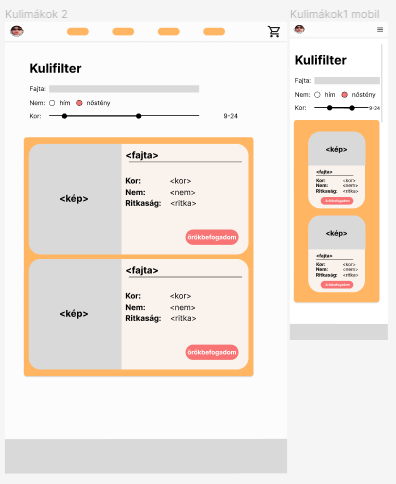 Kulimákok 2
Kulifilter
Fajta:
Nem: hím nőstény
Kor: 9-24
<kép>
<fajta>
Kor: <kor>
Nem: <nem>
Ritkaság: <ritka>
örökbefogadom
<kép>
<fajta>
Kor: <kor>
Nem: <nem>
Ritkaság: <ritka>
örökbefogadom
Kulimákok1 mobil
Kulifilter
Fajta:
Nem: hím nőstény
Kor: 9-24
<kép>
<fajta>
Kor: <kor>
Nem: <nem>
Ritkaság: <ritka>
örökbefogadom
<kép>
<fajta>
Kor: <kor>
Nem: <nem>
Ritkaság: <ritka>
örökbefogadom